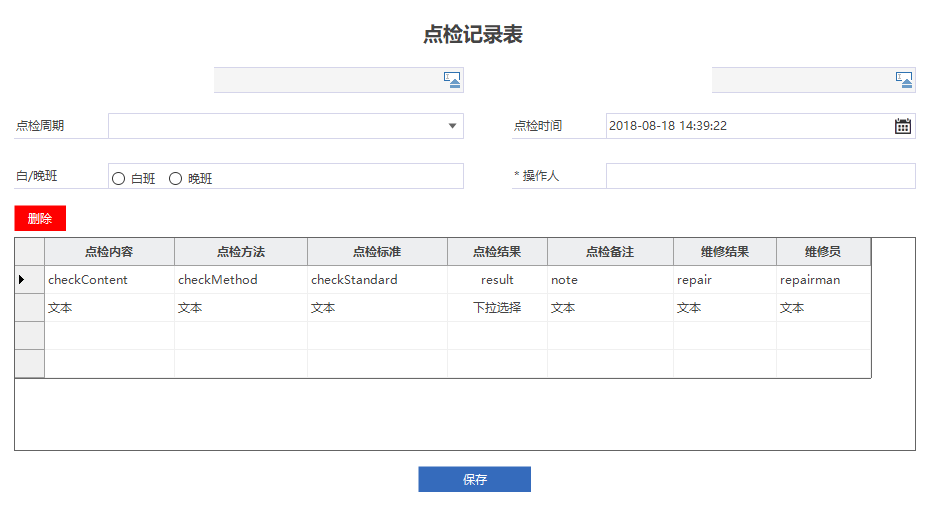 点检记录表
点检周期
点检时间 2018-08-18 14:39:22
白/晚班 白班 晚班
* 操作人
删除
点检内容 点检方法 点检标准 点检结果 点检备注 维修结果 维修员
checkContent checkMethod checkStandard result note repair repairman
文本 文本 文本 下拉选择 文本 文本 文本
保存